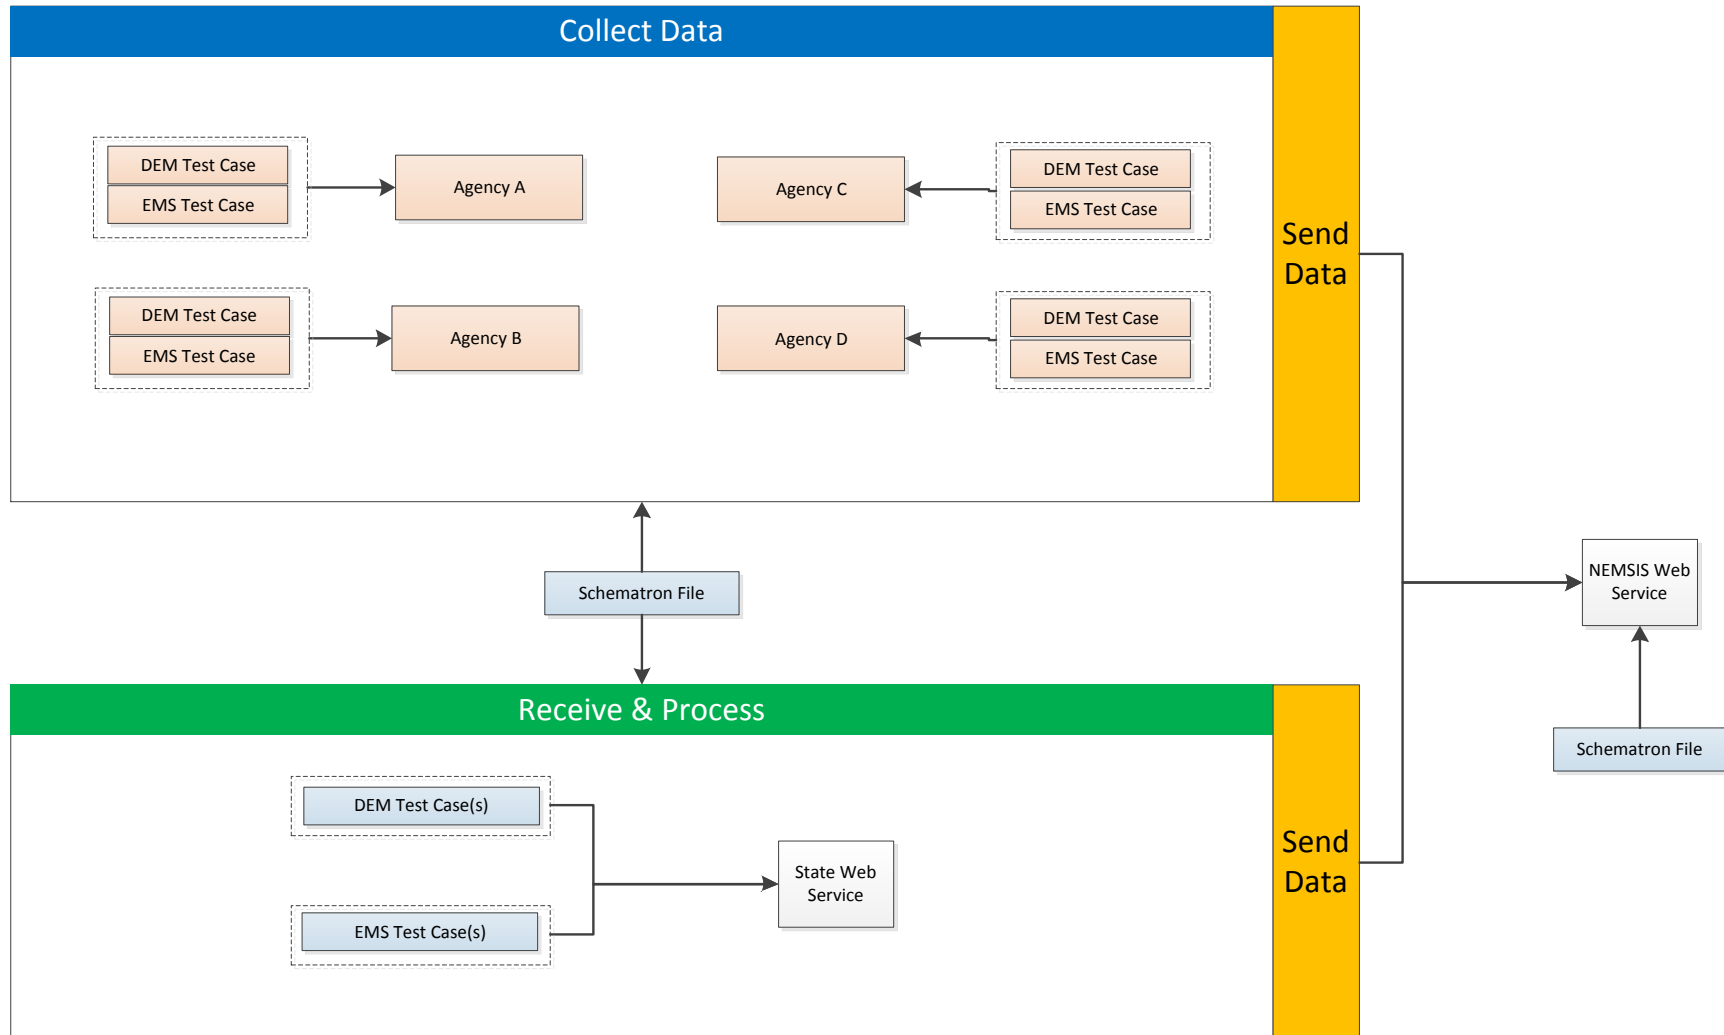 Collect Data
Send
Data
DEM Test Case
EMS Test Case
Agency A
Agency C
DEM Test Case
EMS Test Case
DEM Test Case
EMS Test Case
Agency B
Agency D
DEM Test Case
EMS Test Case
Schematron File
NEMSIS Web
Service
Schematron File
Receive & Process
Send
Data
DEM Test Case(s)
State Web
Service
EMS Test Case(s)